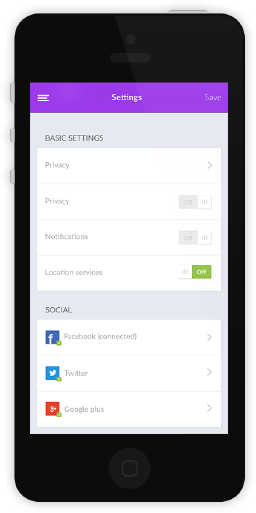 Settings
Save
BASIC SETTINGS
Privacy
Privacy
Off
Notifications
Off
Location services
Off
SOCIAL
Facebook (connected)
Twitter
Google plus